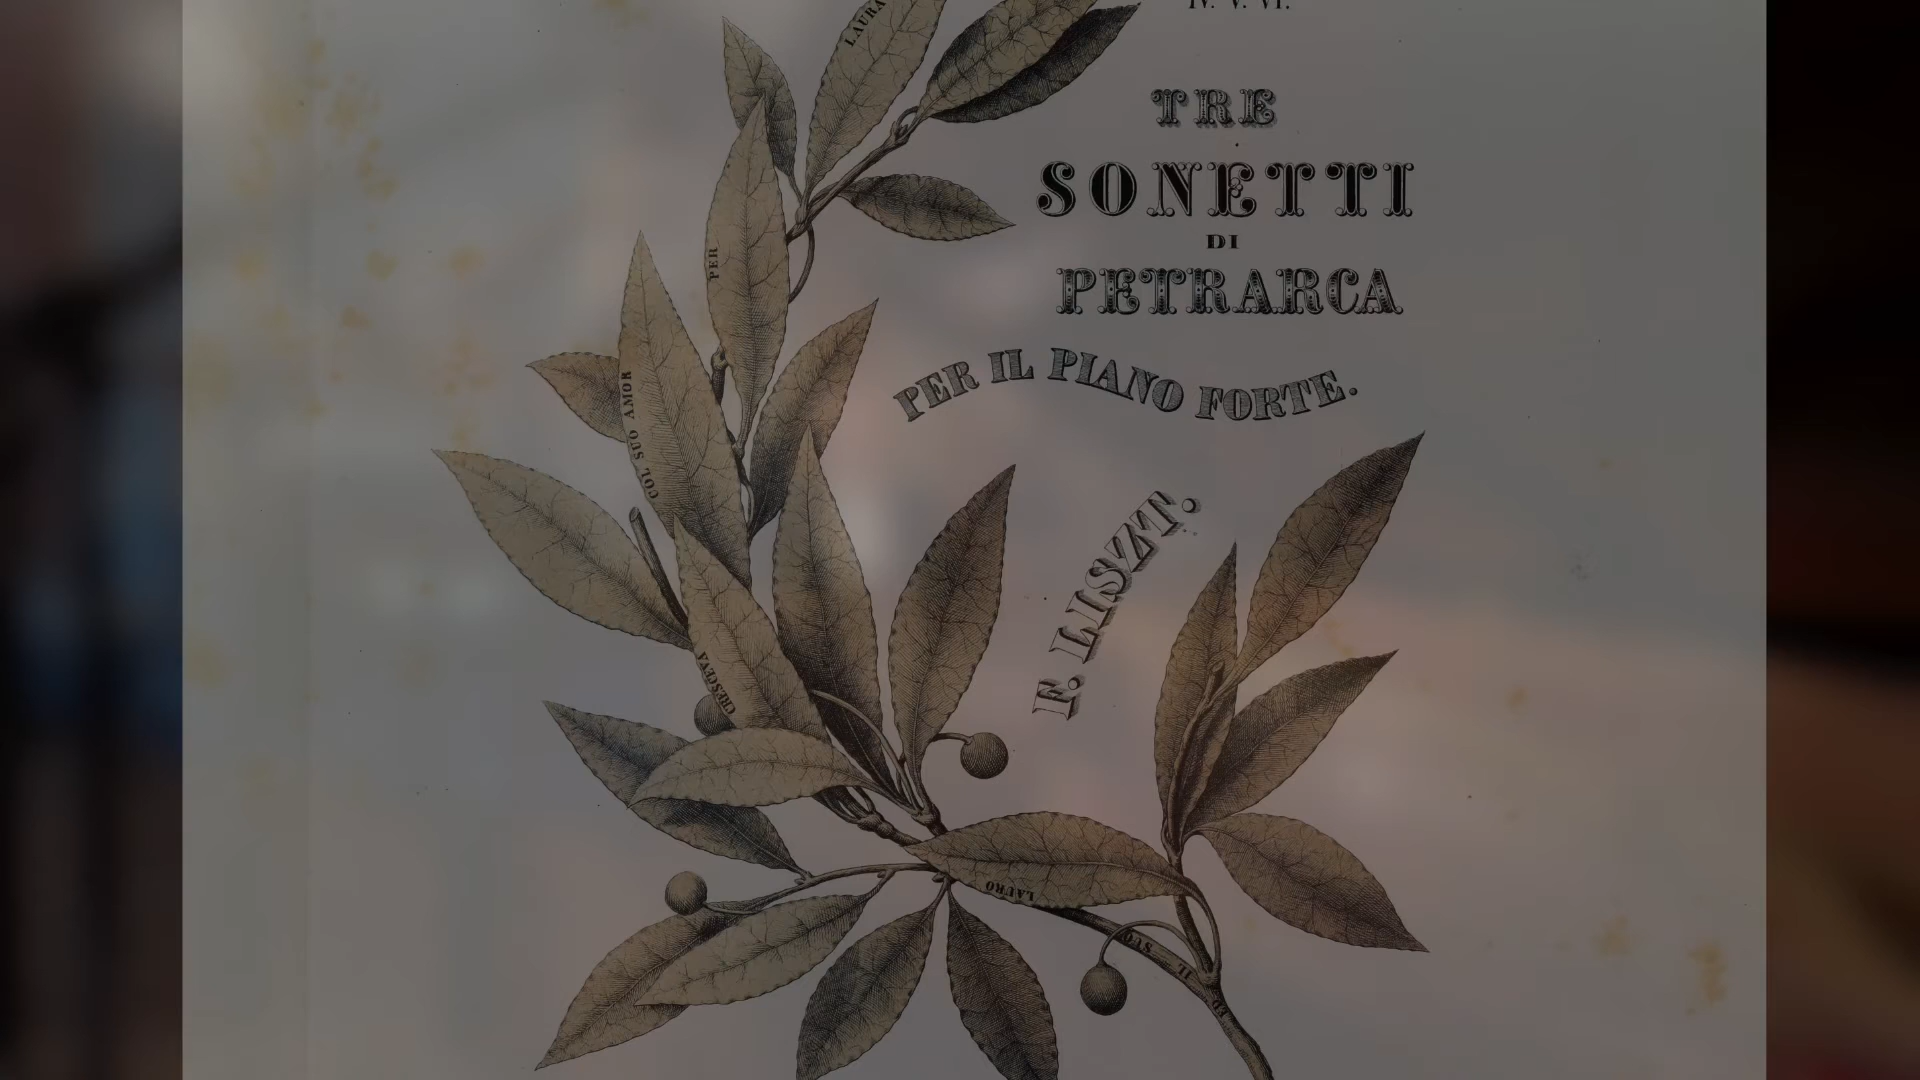 IV. V. VI.
TRE
SONETTI
DI
PETRARCA
PER IL PIANO FORTE.
F. LISZT.
ED IL SUO LAURO
CRESCEVA
COL SUO AMOR
PER
LAURA